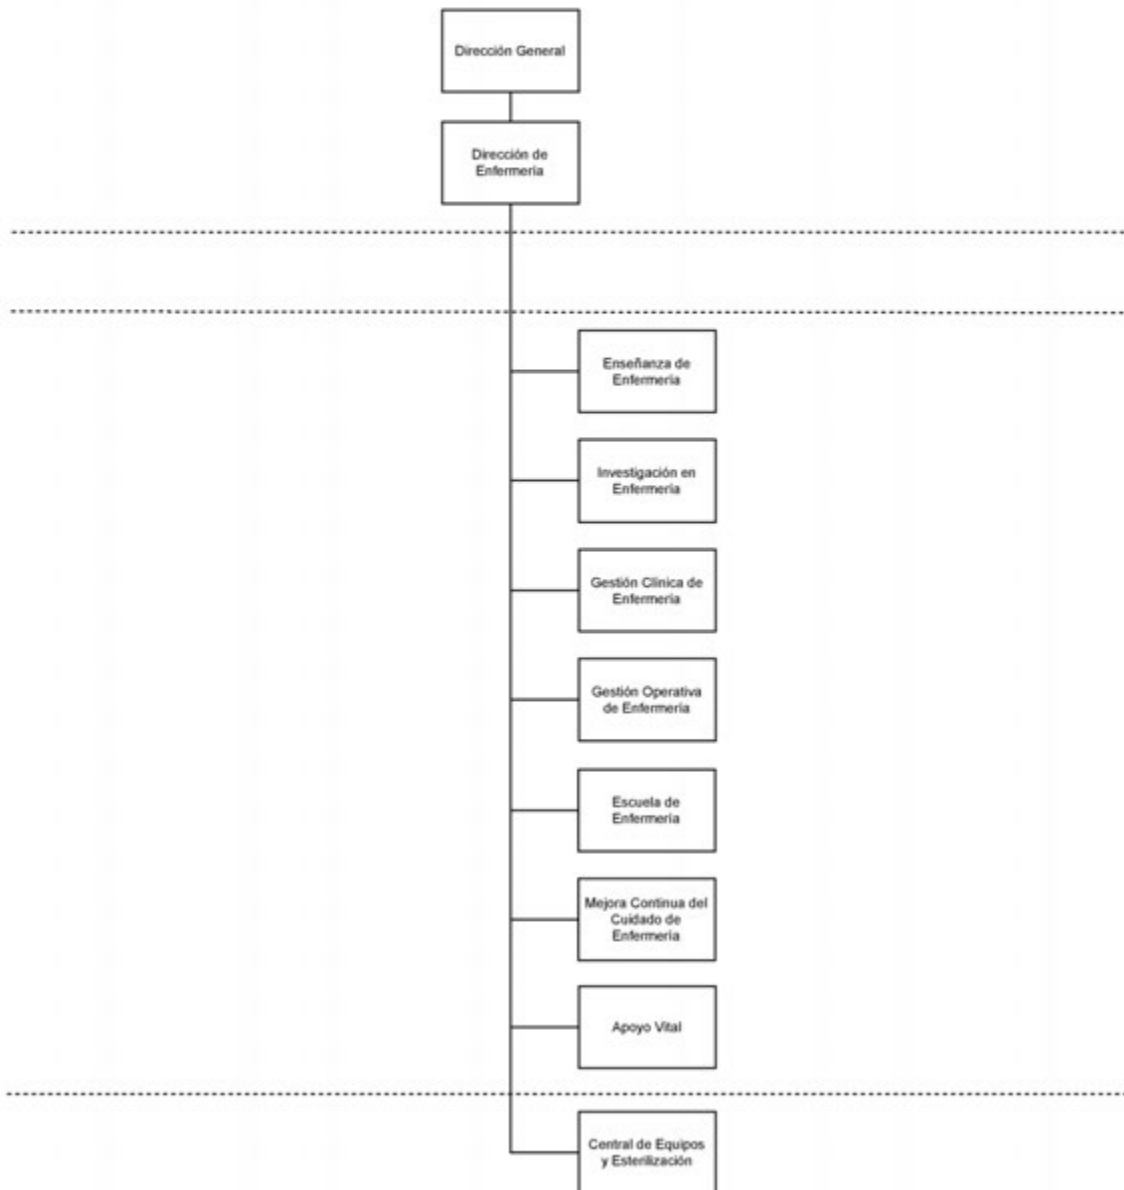 Dirección General
Dirección de
Enfermería
Enseñanza de
Enfermería
Investigación en
Enfermería
Gestión Clínica de
Enfermería
Gestión Operativa
de Enfermería
Escuela de
Enfermería
Mejora Continua del
Cuidado de
Enfermería
Apoyo Vital
Central de Equipos
y Esterilización